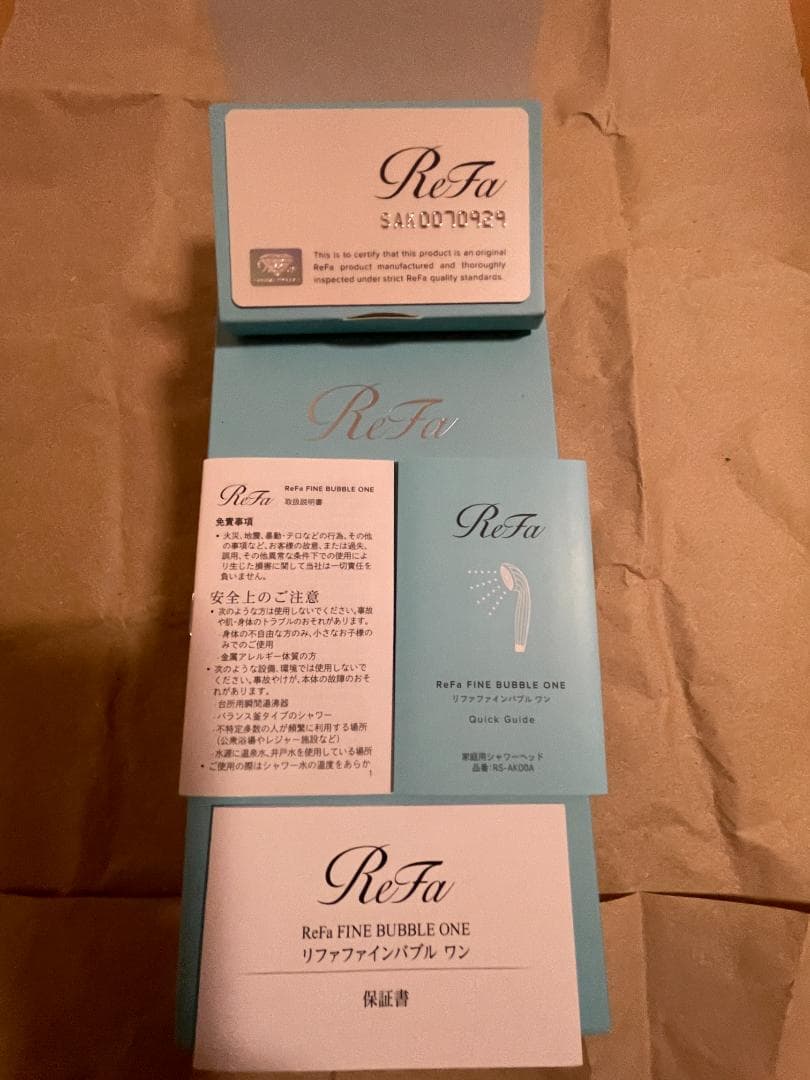 ReFa
SAK0070929
This is to certify that this product is an original
ReFa product manufactured and thoroughly
inspected under strict ReFa quality standards.
ReFa
ReFa
ReFa FINE BUBBLE ONE
取扱説明書
免責事項
• 火災、地震、暴動・テロなどの行為、その他
の事項など、お客様の故意、または過失、
誤用、その他異常な条件下での使用によ
り生じた損害に関して当社は一切責任を
負いません。
安全上のご注意
• 次のような方は使用しないでください。事故
や肌・身体のトラブルのおそれがあります。
-身体の不自由な方のみ、小さなお子様の
みでのご使用
-金属アレルギー体質の方
• 次のような設備、環境では使用しないで
ください。事故やけが、本体の故障のおそ
れがあります。
-台所用瞬間湯沸器
-バランス釜タイプのシャワー
-不特定多数の人が頻繁に利用する場所
（公衆浴場やレジャー施設など）
-水源に温泉水、井戸水を使用している場所
• ご使用の際はシャワー水の温度をあらか
1
ReFa
ReFa FINE BUBBLE ONE
リファファインバブル ワン
Quick Guide
家庭用シャワーヘッド
品番：RS-AK00A
ReFa
ReFa FINE BUBBLE ONE
リファファインバブル ワン
保証書